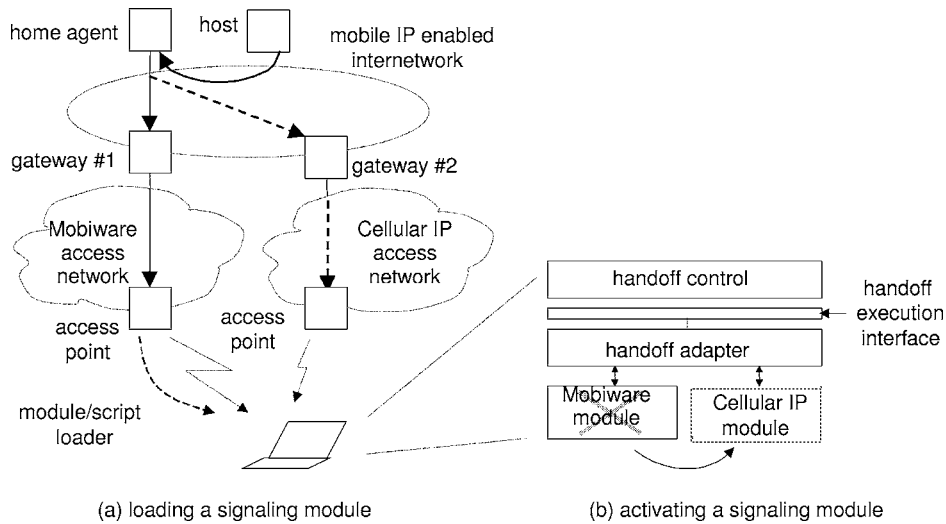 home agent
host
mobile IP enabled
internetwork
gateway #1
gateway #2
Mobiware
access
network
Cellular IP
access
network
access
point
access
point
module/script
loader
(a) loading a signaling module
handoff control
handoff
execution
interface
handoff adapter
Mobiware
module
Cellular IP
module
(b) activating a signaling module